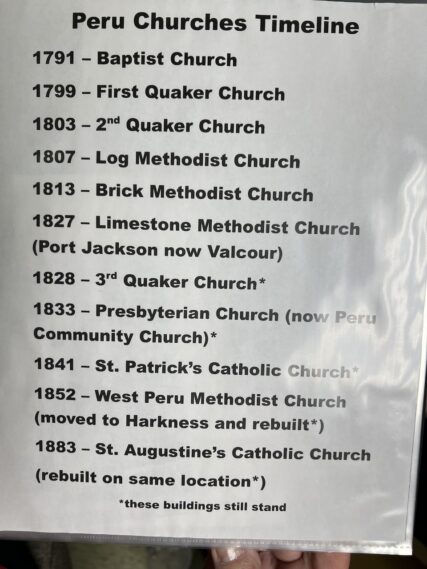 Peru Churches Timeline
1791 – Baptist Church
1799 – First Quaker Church
1803 – 2nd Quaker Church
1807 – Log Methodist Church
1813 – Brick Methodist Church
1827 – Limestone Methodist Church
(Port Jackson now Valcour)
1828 – 3rd Quaker Church*
1833 – Presbyterian Church (now Peru
Community Church)*
1841 – St. Patrick's Catholic Church*
1852 – West Peru Methodist Church
(moved to Harkness and rebuilt*)
1883 – St. Augustine's Catholic Church
(rebuilt on same location*)
*these buildings still stand